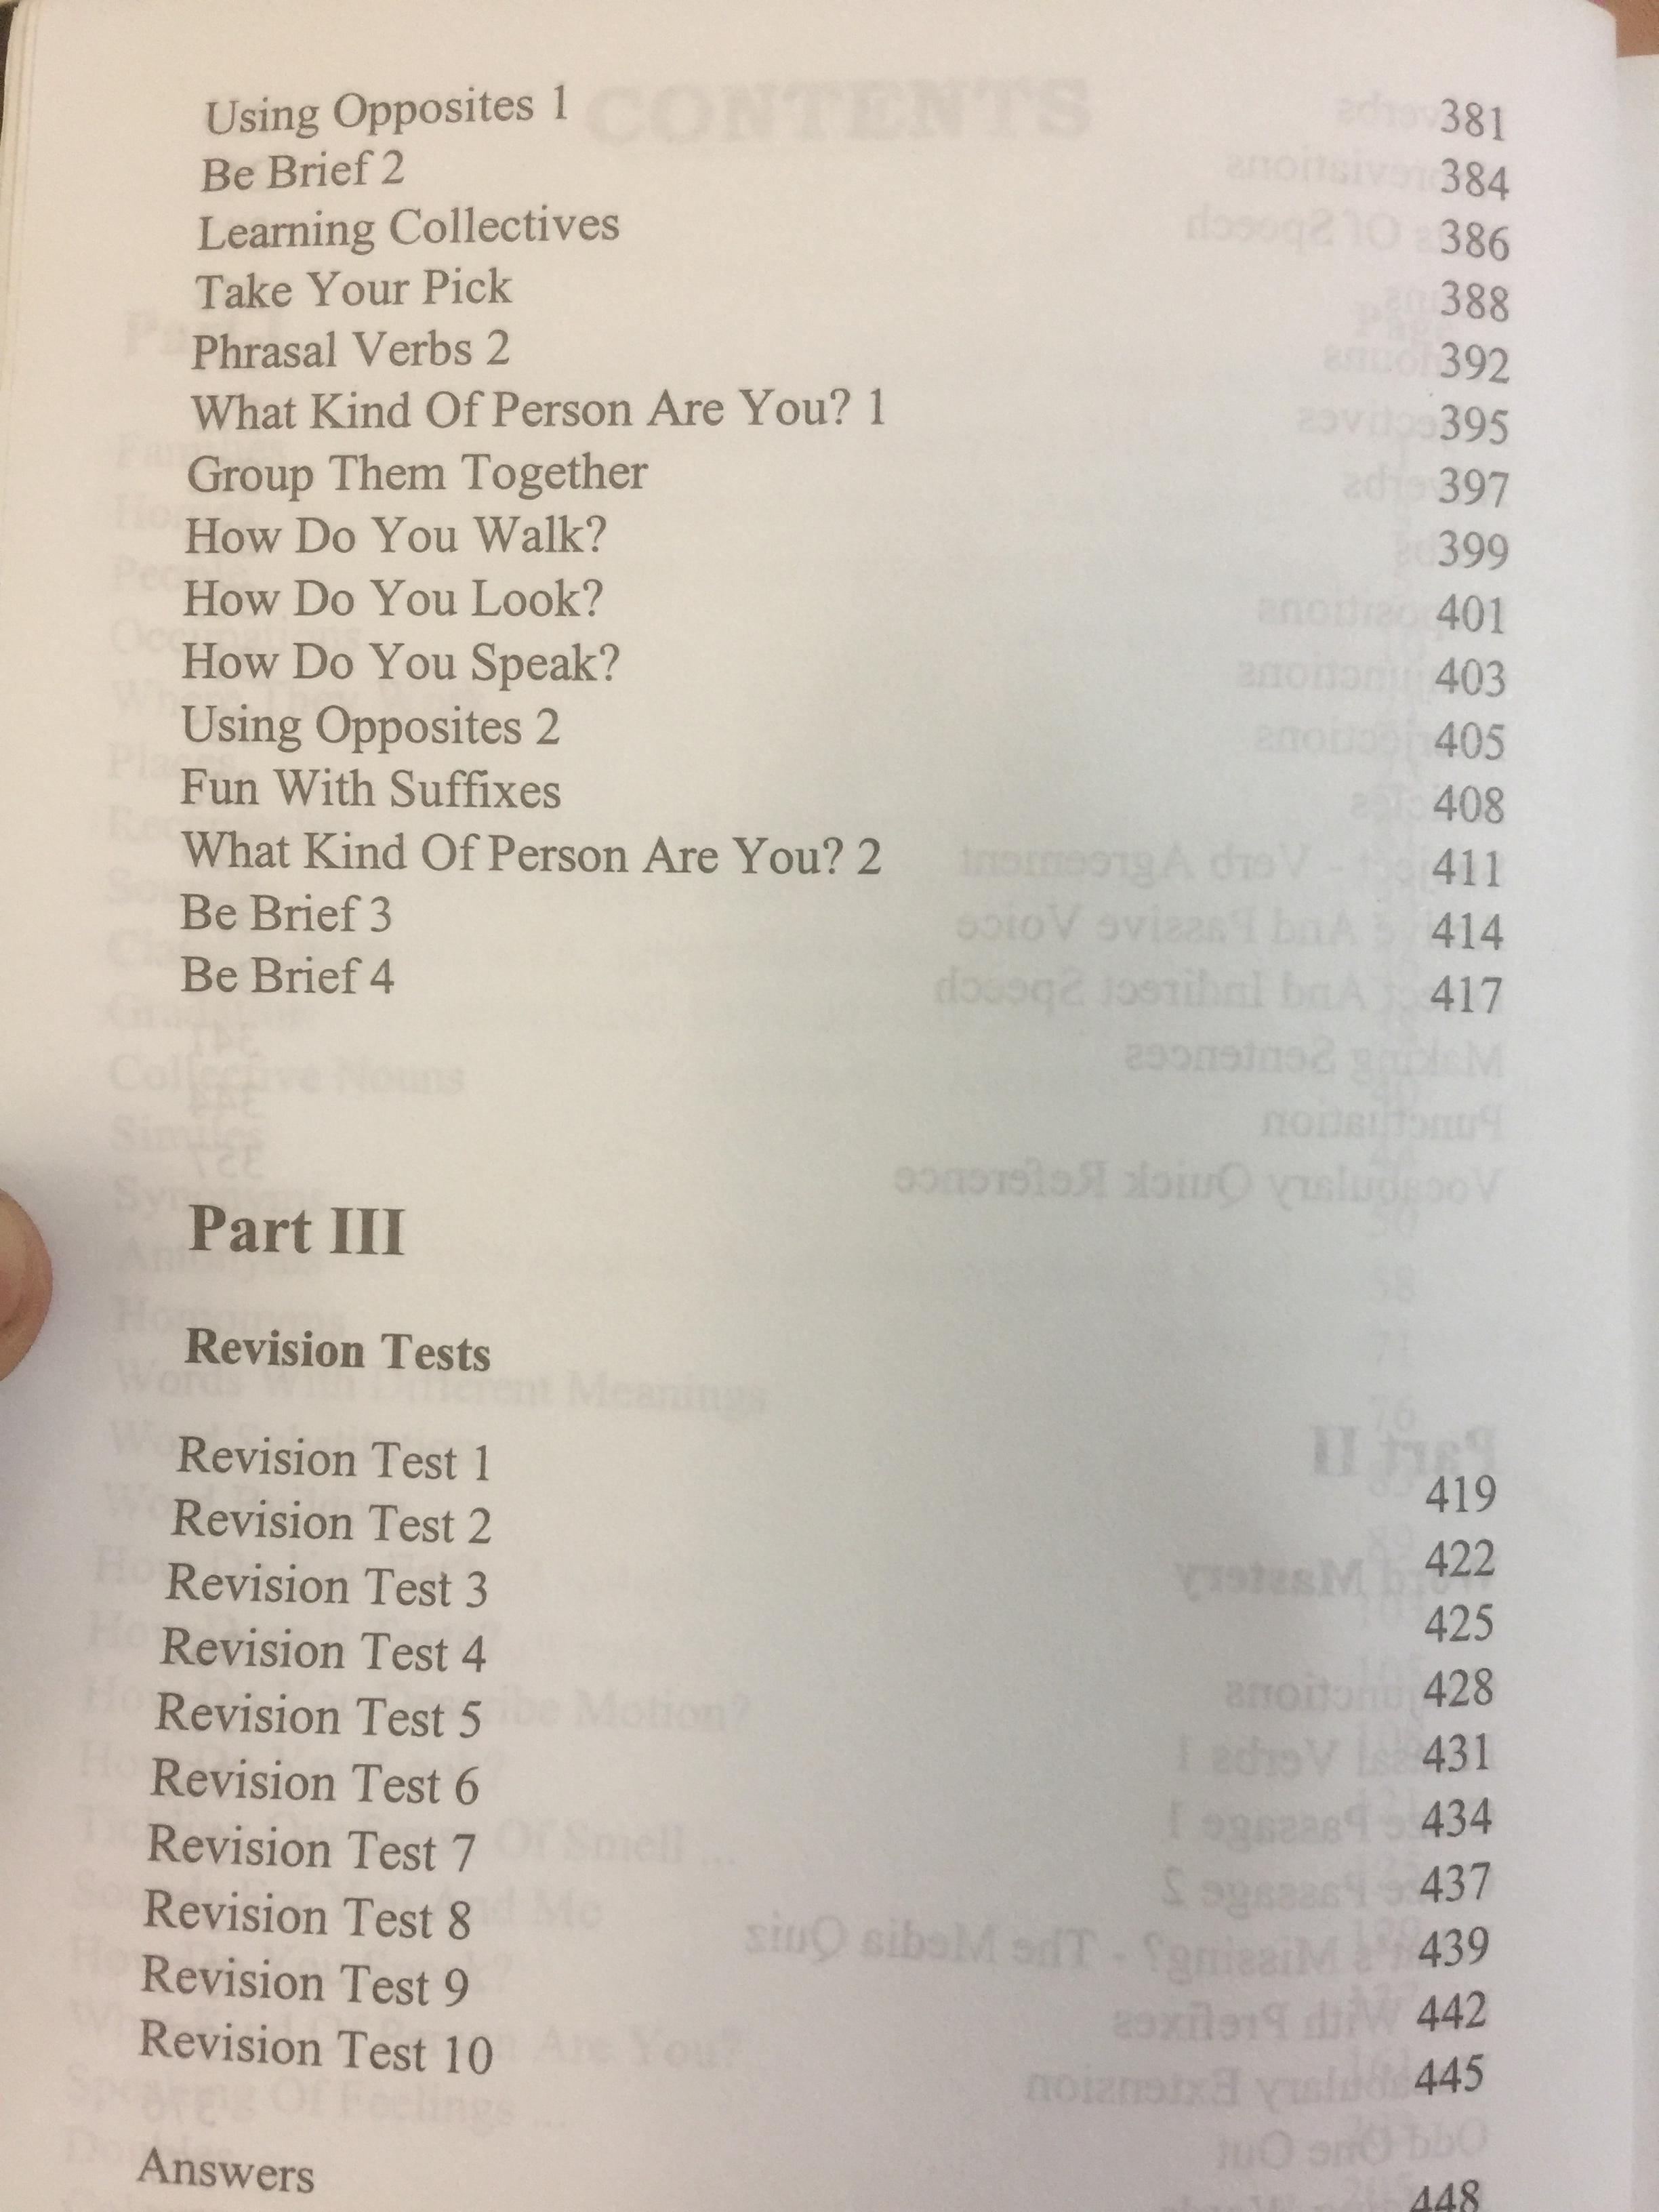 Using Opposites 1 381
Be Brief 2 384
Learning Collectives 386
Take Your Pick 388
Phrasal Verbs 2 392
What Kind Of Person Are You? 1 395
Group Them Together 397
How Do You Walk? 399
How Do You Look? 401
How Do You Speak? 403
Using Opposites 2 405
Fun With Suffixes 408
What Kind Of Person Are You? 2 411
Be Brief 3 414
Be Brief 4 417
Part III
Revision Tests
Revision Test 1 419
Revision Test 2 422
Revision Test 3 425
Revision Test 4 428
Revision Test 5 431
Revision Test 6 434
Revision Test 7 437
Revision Test 8 439
Revision Test 9 442
Revision Test 10 445
Answers 448